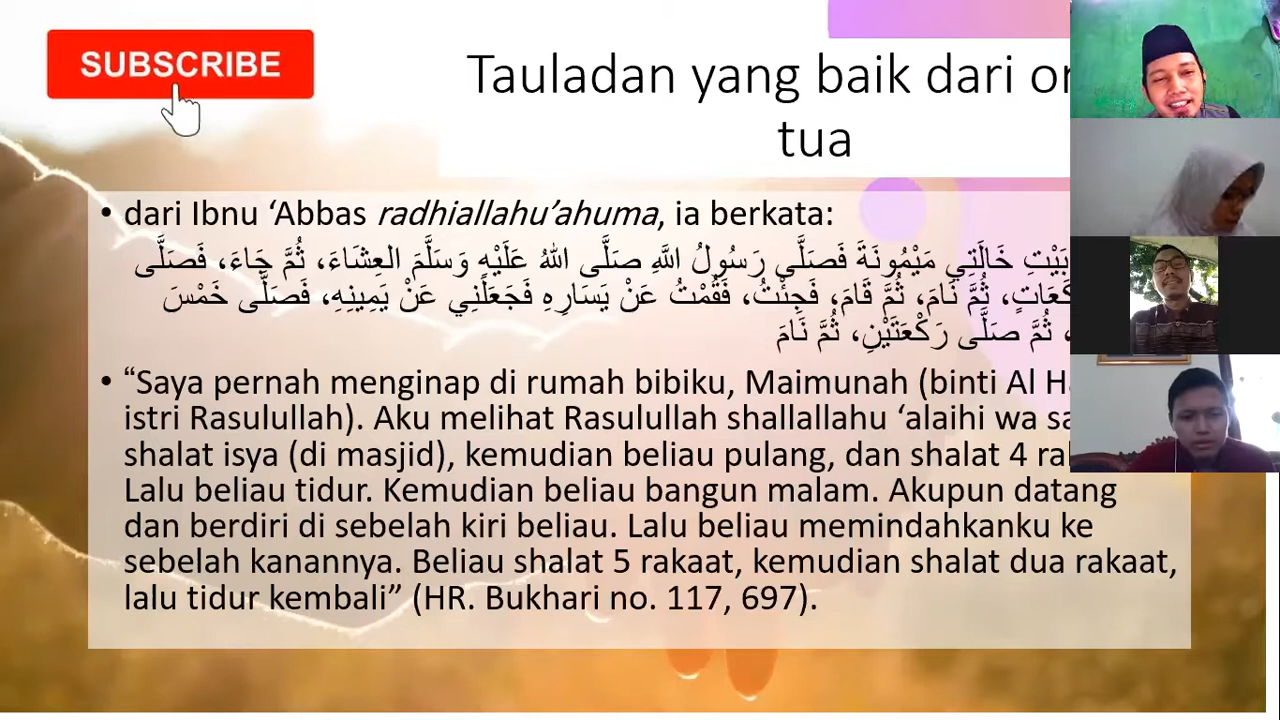 SUBSCRIBE
Tauladan yang baik dari
tua
• dari Ibnu ‘Abbas radhiallahu’ahuma, ia berkata:
بَيْتِ خَالَتِي مَيْمُونَةَ فَصَلَّى رَسُولُ اللَّهِ صَلَّى اللهُ عَلَيْهِ وَسَلَّمَ العِشَاءَ، ثُمَّ جَاءَ، فَصَلَّى
ثُمَّ نَامَ، ثُمَّ قَامَ، فَجِئْتُ، فَقُمْتُ عَنْ يَسَارِهِ فَجَعَلَنِي عَنْ يَمِينِهِ، فَصَلَّى خَمْسَ
، ثُمَّ صَلَّى رَكْعَتَيْنِ، ثُمَّ نَامَ
• “Saya pernah menginap di rumah bibiku, Maimunah (binti Al
istri Rasulullah). Aku melihat Rasulullah shallallahu ‘alaihi wa
shalat isya (di masjid), kemudian beliau pulang, dan shalat 4
Lalu beliau tidur. Kemudian beliau bangun malam. Akupun datang
dan berdiri di sebelah kiri beliau. Lalu beliau memindahkanku ke
sebelah kanannya. Beliau shalat 5 rakaat, kemudian shalat dua rakaat,
lalu tidur kembali” (HR. Bukhari no. 117, 697).